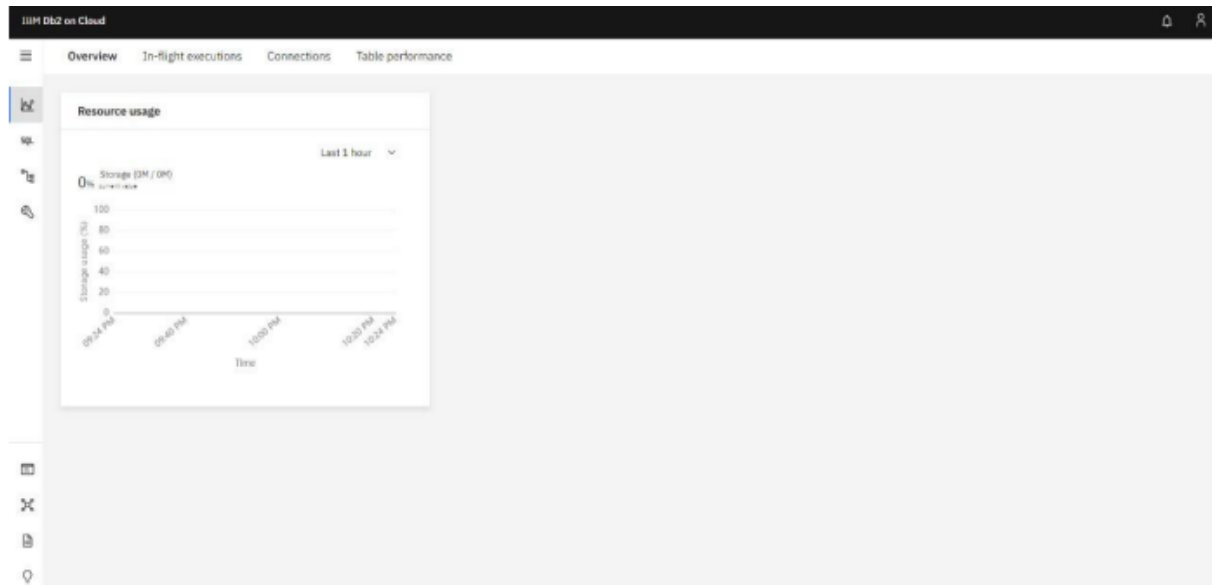 IBM Db2 on Cloud
Overview In-flight executions Connections Table performance
Resource usage
SQL
Last 1 hour
0% Storage (0M / 0M)
current value
100
80
60
40
20
0
Storage usage (%)
09:24 PM 09:40 PM 10:00 PM 10:20 PM 10:24 PM
Time